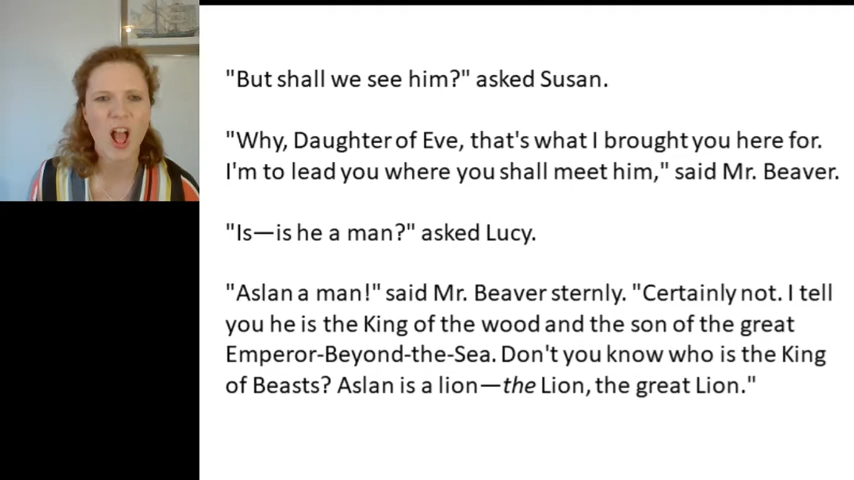 "But shall we see him?" asked Susan.
"Why, Daughter of Eve, that's what I brought you here for.
I'm to lead you where you shall meet him," said Mr. Beaver.
"Is—is he a man?" asked Lucy.
"Aslan a man!" said Mr. Beaver sternly. "Certainly not. I tell
you he is the King of the wood and the son of the great
Emperor-Beyond-the-Sea. Don't you know who is the King
of Beasts? Aslan is a lion—the Lion, the great Lion."